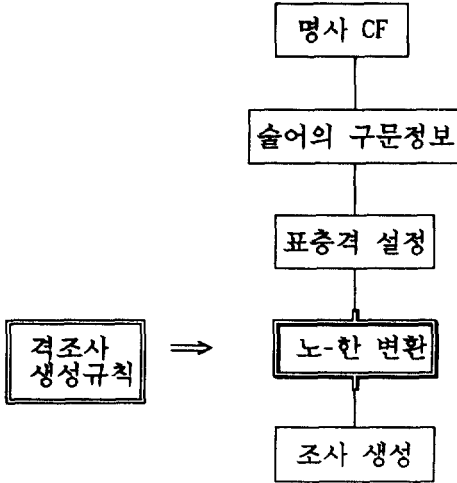 명사 CF
술어의 구문정보
표층격 설정
격조사
생성규칙
⇒
노-한 변환
조사 생성